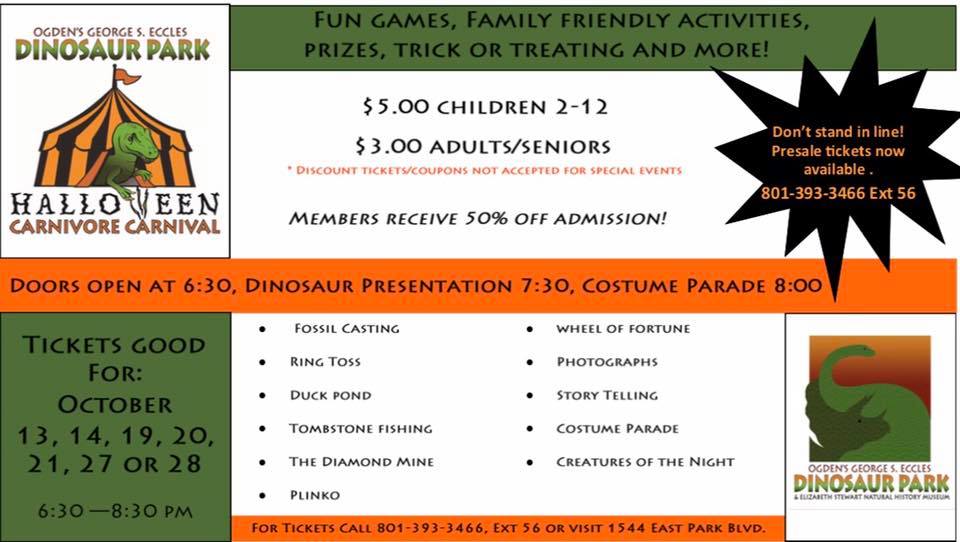 Ogden's George S. Eccles
Dinosaur Park
Halloween
Carnivore Carnival
Fun games, Family friendly activities,
prizes, trick or treating and more!
$5.00 children 2-12
$3.00 adults/seniors
* Discount tickets/coupons not accepted for special events
Members receive 50% off admission!
Don't stand in line!
Presale tickets now
available .
801-393-3466 Ext 56
Doors open at 6:30, Dinosaur Presentation 7:30, Costume Parade 8:00
Tickets good
For:
October
13, 14, 19, 20,
21, 27 or 28
6:30 —8:30 pm
• Fossil Casting
• Ring Toss
• Duck pond
• Tombstone fishing
• The Diamond Mine
• Plinko
• wheel of fortune
• Photographs
• Story Telling
• Costume Parade
• Creatures of the Night
Ogden's George S. Eccles
Dinosaur Park
& Elizabeth Stewart Natural History Museum
For Tickets Call 801-393-3466, Ext 56 or visit 1544 East Park Blvd.